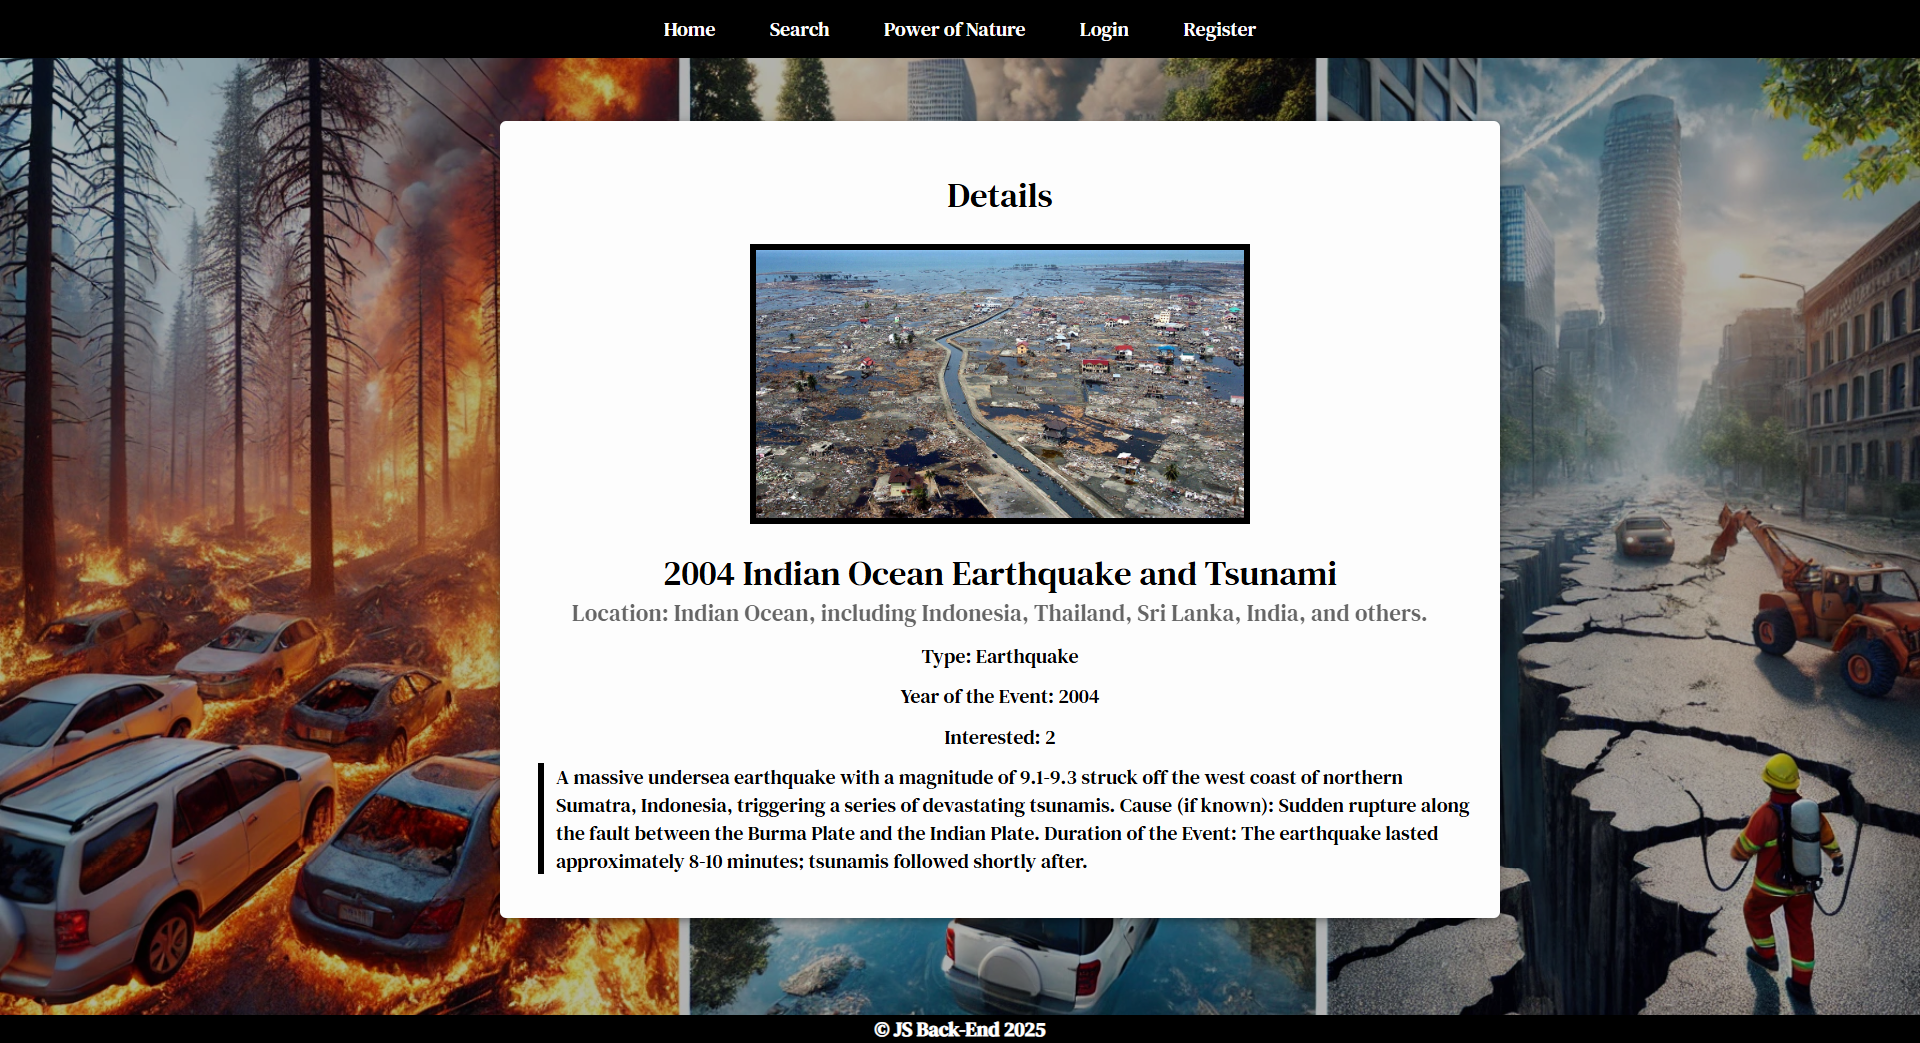 Home Search Power of Nature Login Register
Details
2004 Indian Ocean Earthquake and Tsunami
Location: Indian Ocean, including Indonesia, Thailand, Sri Lanka, India, and others.
Type: Earthquake
Year of the Event: 2004
Interested: 2
A massive undersea earthquake with a magnitude of 9.1-9.3 struck off the west coast of northern
Sumatra, Indonesia, triggering a series of devastating tsunamis. Cause (if known): Sudden rupture along
the fault between the Burma Plate and the Indian Plate. Duration of the Event: The earthquake lasted
approximately 8-10 minutes; tsunamis followed shortly after.
© JS Back-End 2025